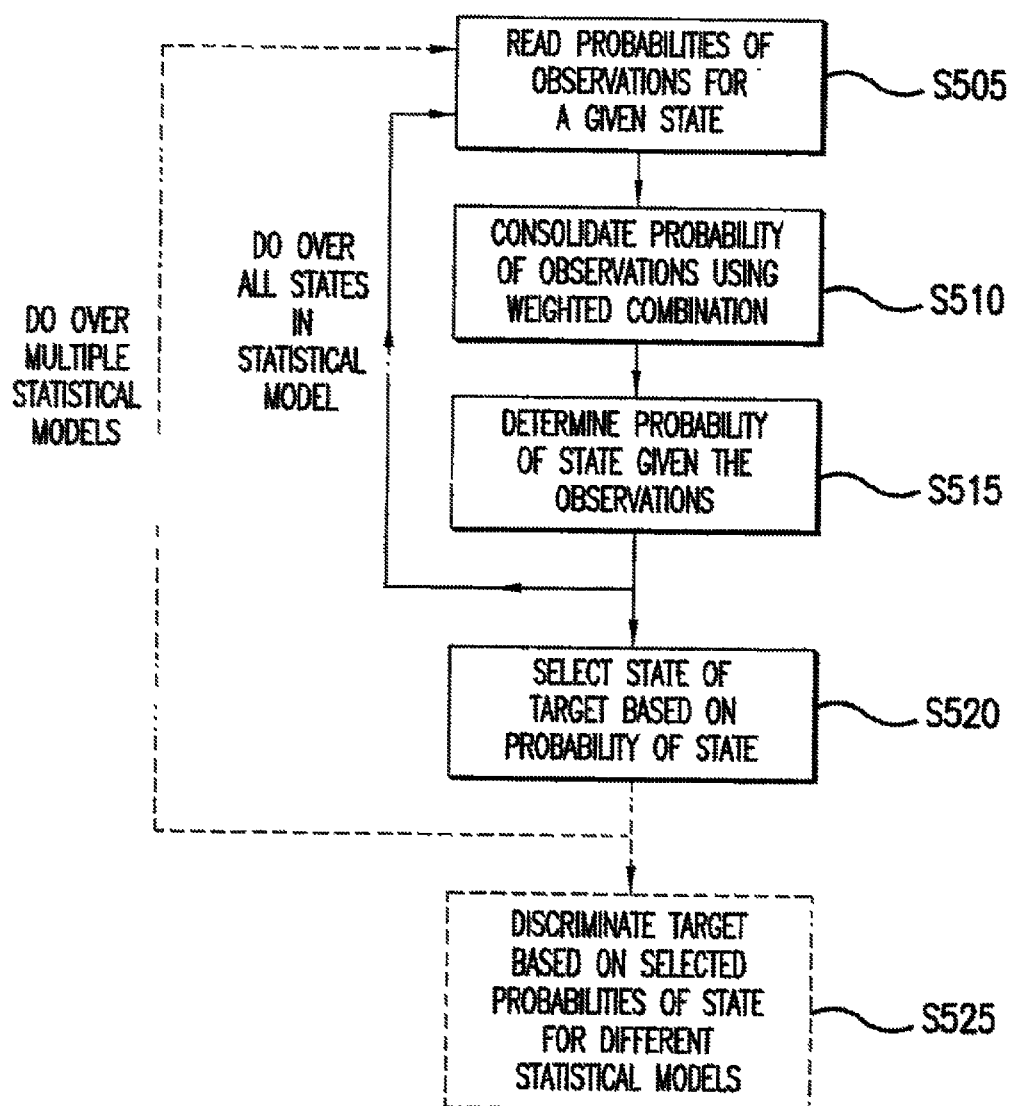 READ PROBABILITIES OF
OBSERVATIONS FOR
A GIVEN STATE
S505
CONSOLIDATE PROBABILITY
OF OBSERVATIONS USING
WEIGHTED COMBINATION
S510
DO OVER
ALL STATES
IN
STATISTICAL
MODEL
DO OVER
MULTIPLE
STATISTICAL
MODELS
DETERMINE PROBABILITY
OF STATE GIVEN THE
OBSERVATIONS
S515
SELECT STATE OF
TARGET BASED ON
PROBABILITY OF STATE
S520
DISCRIMINATE TARGET
BASED ON SELECTED
PROBABILITIES OF STATE
FOR DIFFERENT
STATISTICAL MODELS
S525